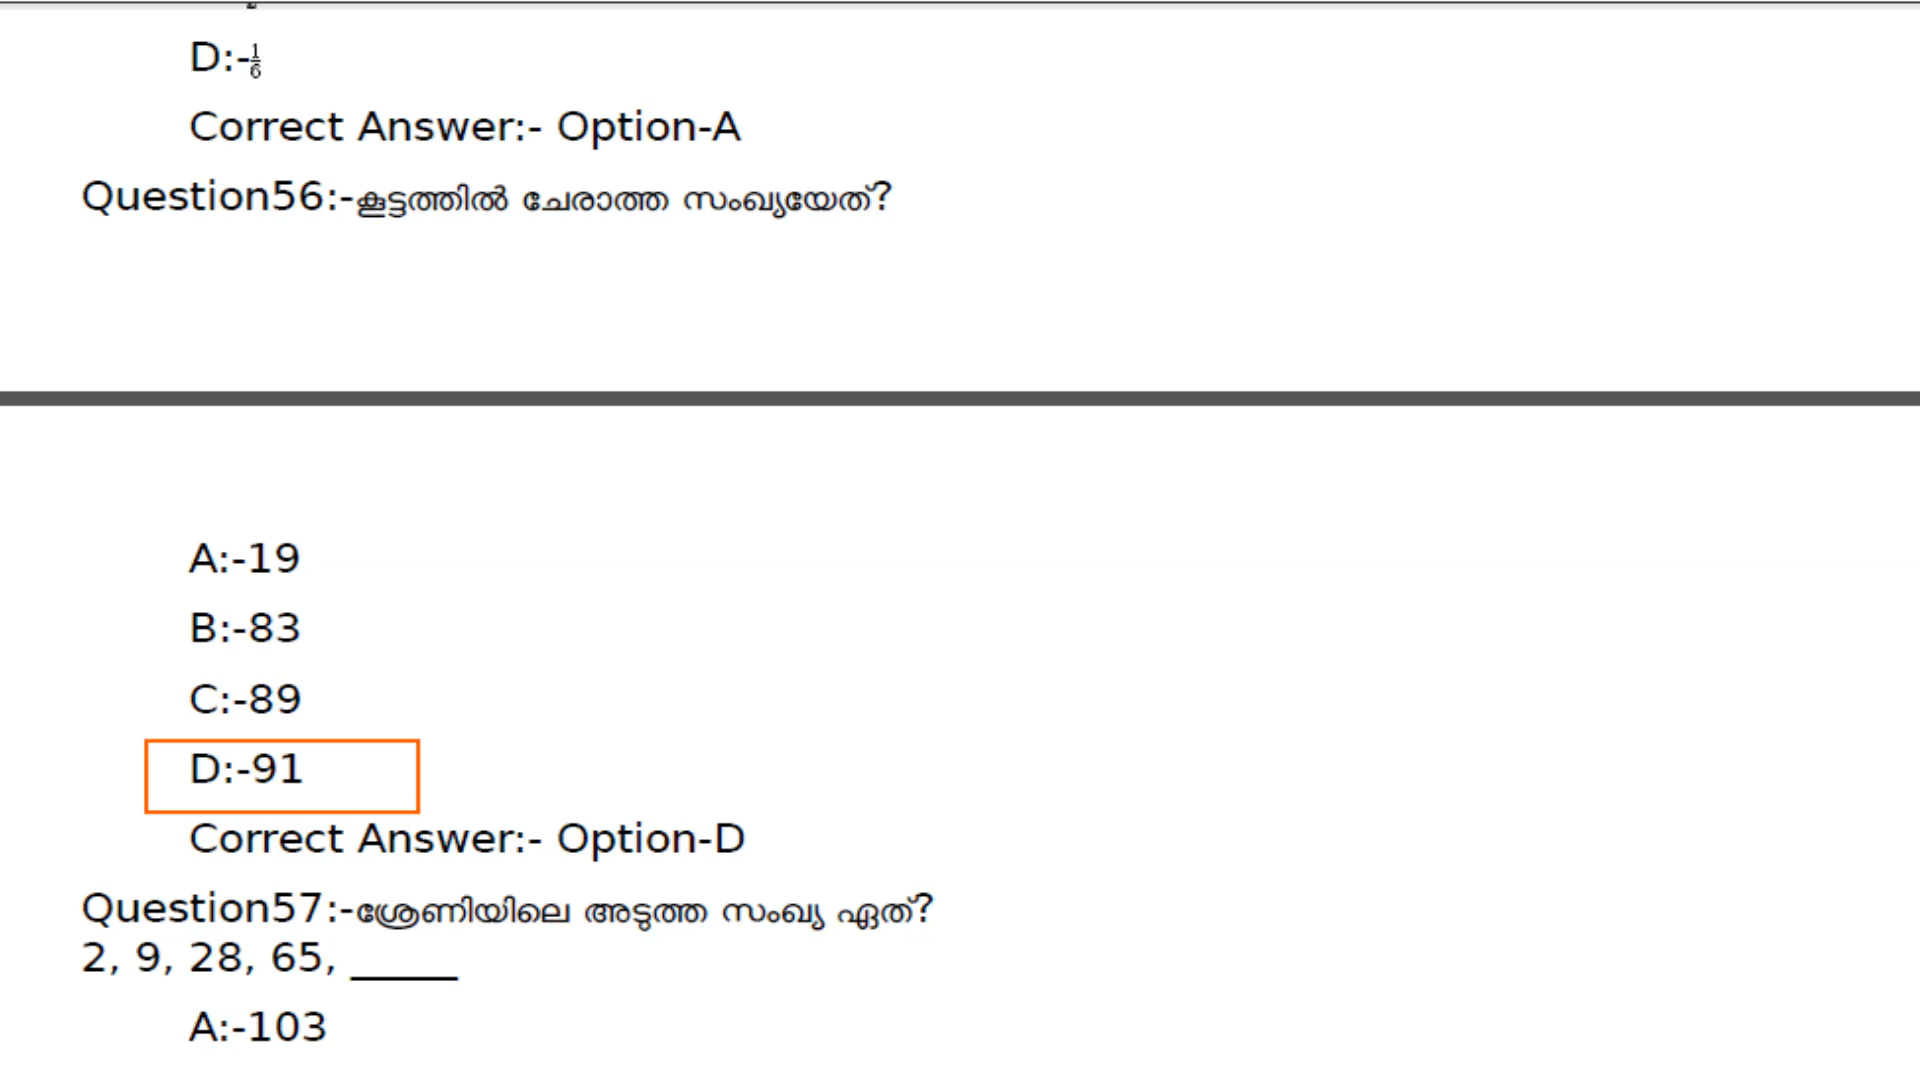 D:-1/6
Correct Answer:- Option-A
Question56:-കൂട്ടത്തിൽ ചേരാത്ത സംഖ്യയേത്?
A:-19
B:-83
C:-89
D:-91
Correct Answer:- Option-D
Question57:-ശ്രേണിയിലെ അടുത്ത സംഖ്യ ഏത്?
2, 9, 28, 65, _____
A:-103